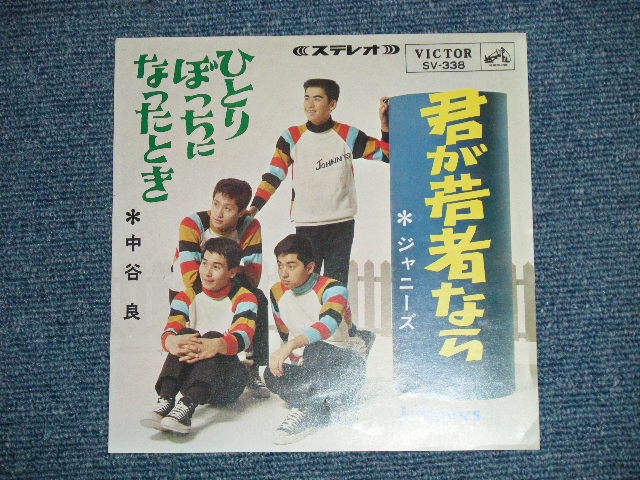 ひとり
ぼっちに
なったとき
＊中谷良
ステレオ
VICTOR
SV-338
JOHNNYS
君が若者なら
＊ジャニーズ